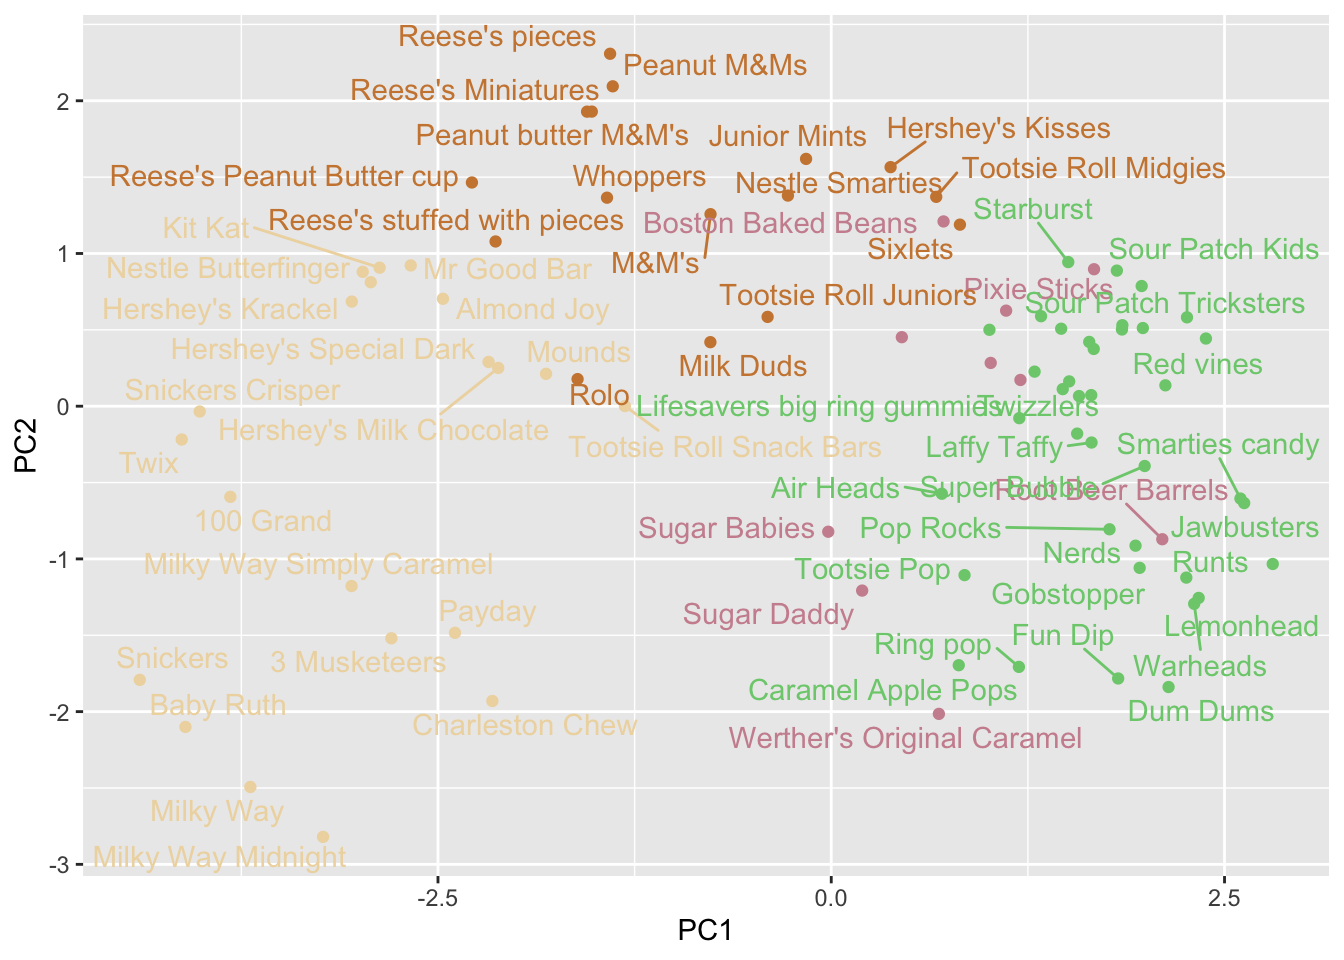 Reese's pieces
Peanut M&Ms
Reese's Miniatures
2
Peanut butter M&M's
Junior Mints
Hershey's Kisses
Reese's Peanut Butter cup
Whoppers
Nestle Smarties
Tootsie Roll Midgies
Starburst
Kit Kat
Reese's stuffed with pieces
Boston Baked Beans
1
Sixlets
Sour Patch Kids
Nestle Butterfinger
Mr Good Bar
M&M's
Hershey's Krackel
Almond Joy
Tootsie Roll Juniors
Pixie Sticks
Sour Patch Tricksters
Hershey's Special Dark
Mounds
Milk Duds
Red vines
Snickers Crisper
Rolo
0
Lifesavers big ring gummies
Twizzlers
Hershey's Milk Chocolate
Tootsie Roll Snack Bars
Laffy Taffy
Smarties candy
PC2
Twix
Air Heads
Super Bubble
Root Beer Barrels
100 Grand
Sugar Babies
Pop Rocks
Jawbusters
-1
Milky Way Simply Caramel
Tootsie Pop
Nerds
Runts
Payday
Sugar Daddy
Gobstopper
Lemonhead
Snickers
3 Musketeers
Ring pop
Fun Dip
Warheads
Baby Ruth
Caramel Apple Pops
-2
Charleston Chew
Werther's Original Caramel
Dum Dums
Milky Way
Milky Way Midnight
-3
-2.5
0.0
2.5
PC1